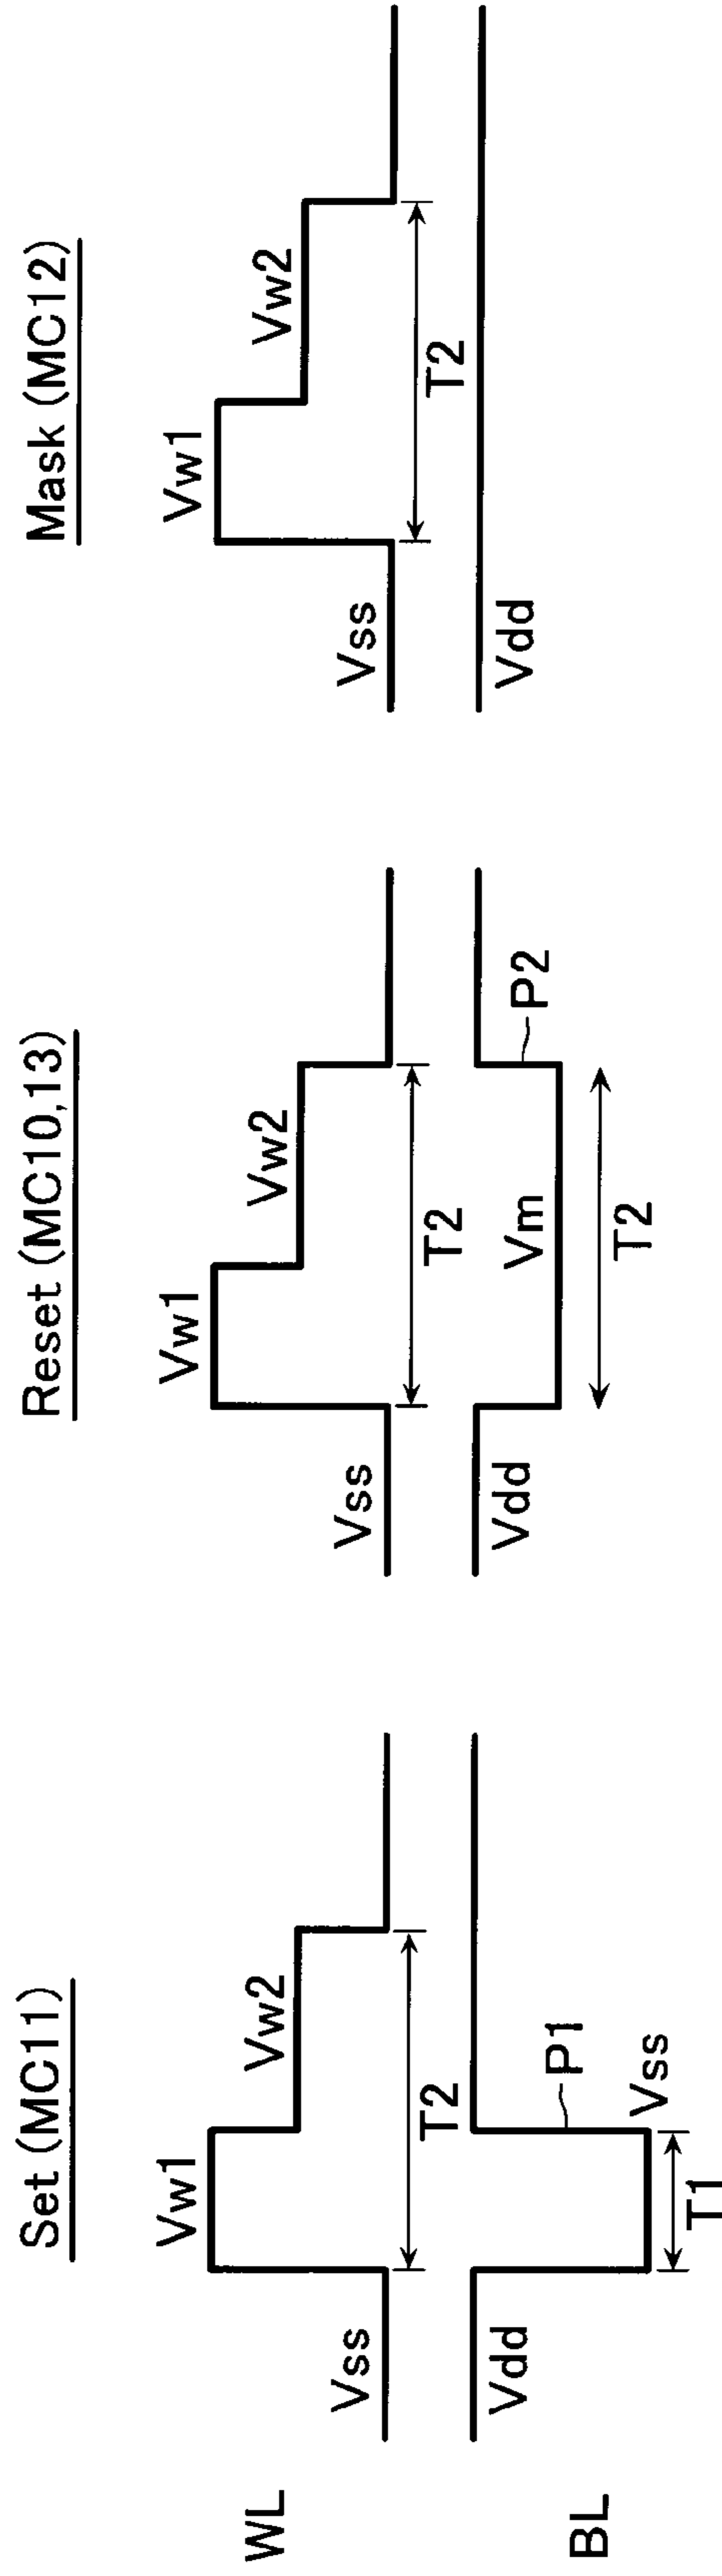 Set (MC11)
Reset (MC10,13)
Mask (MC12)
WL
Vss
Vw1
Vw2
T2
Vss
Vw1
Vw2
T2
Vss
Vw1
Vw2
T2
BL
Vdd
P1
Vss
T1
Vdd
Vm
P2
T2
Vdd